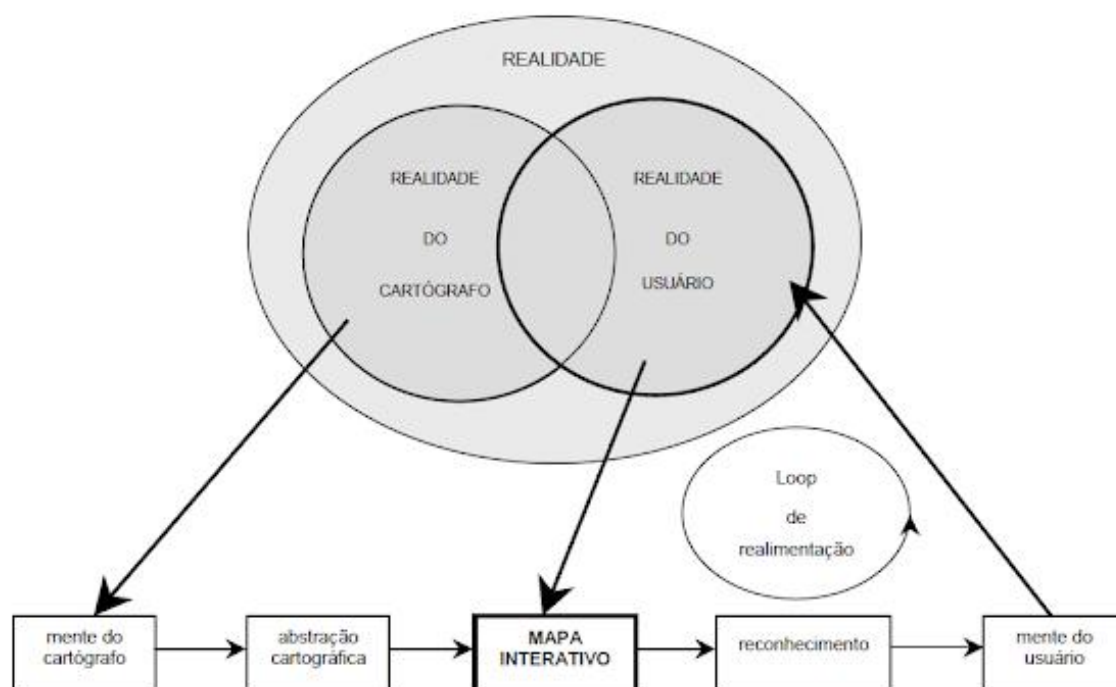 REALIDADE
REALIDADE
DO
CARTÓGRAFO
REALIDADE
DO
USUÁRIO
Loop
de
realimentação
mente do
cartógrafo
abstração
cartográfica
MAPA
INTERATIVO
reconhecimento
mente do
usuário